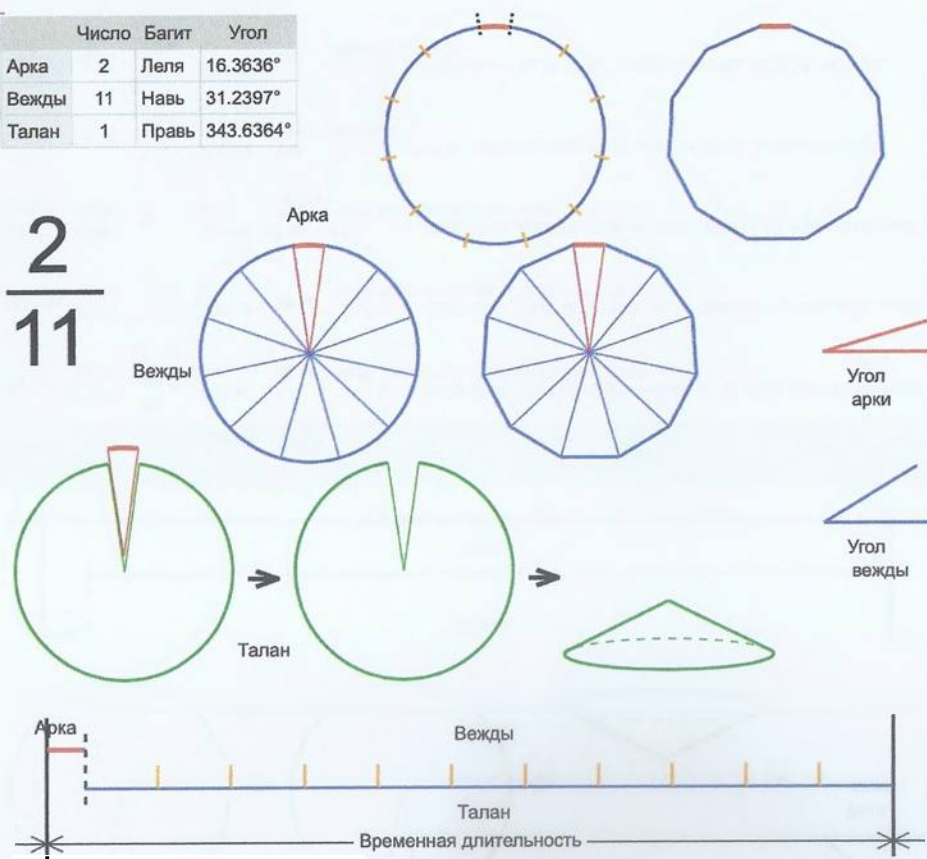 Число Багит Угол
Арка 2 Леля 16.3636°
Вежды 11 Навь 31.2397°
Талан 1 Правь 343.6364°
2
11
Арка
Вежды
Угол
арки
Угол
вежды
Талан
Арка
Вежды
Талан
Временная длительность